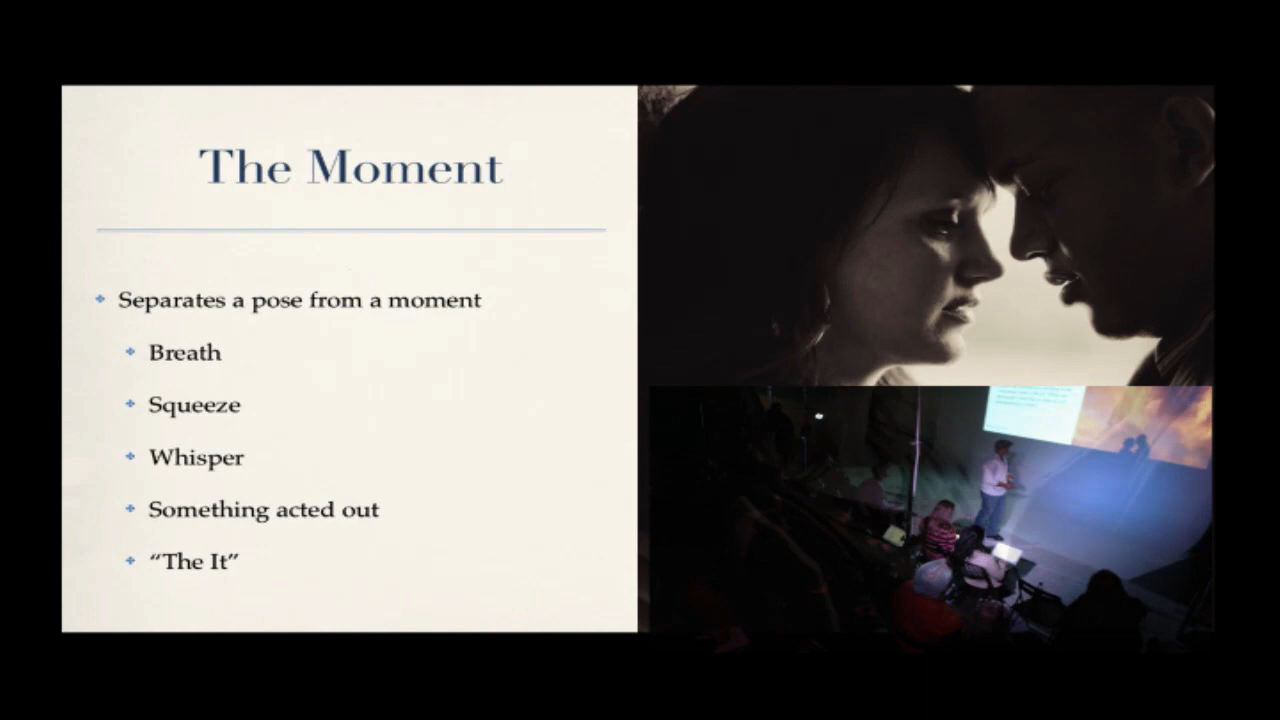 The Moment
Separates a pose from a moment
Breath
Squeeze
Whisper
Something acted out
“The It”